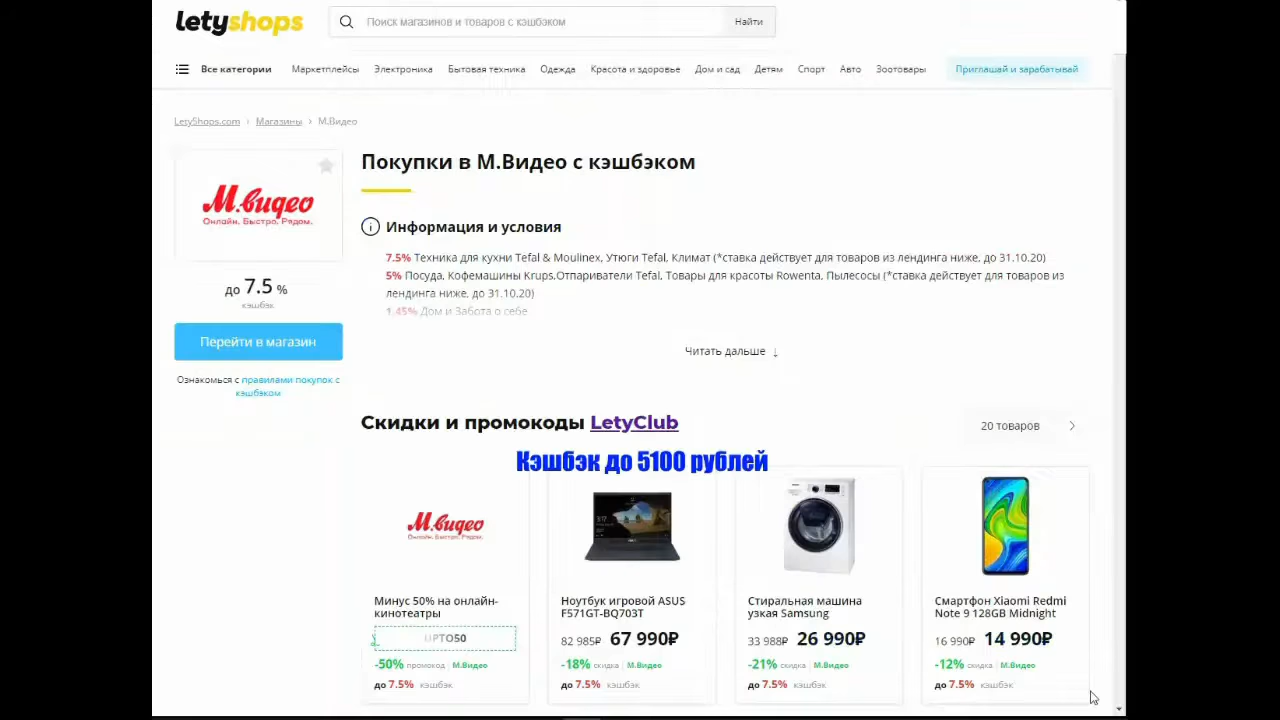 letyshops
Поиск магазинов и товаров с кэшбэком
Найти
Все категории Маркетплейсы Электроника Бытовая техника Одежда Красота и здоровье Дом и сад Детям Спорт Авто Зоотовары Приглашай и зарабатывай
LetyShops.com › Магазины › М.Видео
М.видео
Онлайн. Быстро. Рядом.
до 7.5 %
кэшбэк
Перейти в магазин
Ознакомься с правилами покупок с
кэшбэком
Покупки в М.Видео с кэшбэком
Информация и условия
7.5% Техника для кухни Tefal & Moulinex, Утюги Tefal, Климат (*ставка действует для товаров из лендинга ниже, до 31.10.20)
5% Посуда, Кофемашины Krups,Отпариватели Tefal, Товары для красоты Rowenta, Пылесосы (*ставка действует для товаров из
лендинга ниже, до 31.10.20)
1.45% Дом и Забота о себе
Читать дальше ↓
Скидки и промокоды LetyClub
20 товаров
Кэшбэк до 5100 рублей
М.видео
Онлайн. Быстро. Рядом.
Минус 50% на онлайн-
кинотеатры
UPTO50
-50% промокод | М.Видео
до 7.5% кэшбэк
Ноутбук игровой ASUS
F571GT-BQ703T
82 985₽ 67 990₽
-18% скидка | М.Видео
до 7.5% кэшбэк
Стиральная машина
узкая Samsung
33 988₽ 26 990₽
-21% скидка | М.Видео
до 7.5% кэшбэк
Смартфон Xiaomi Redmi
Note 9 128GB Midnight
16 990₽ 14 990₽
-12% скидка | М.Видео
до 7.5% кэшбэк